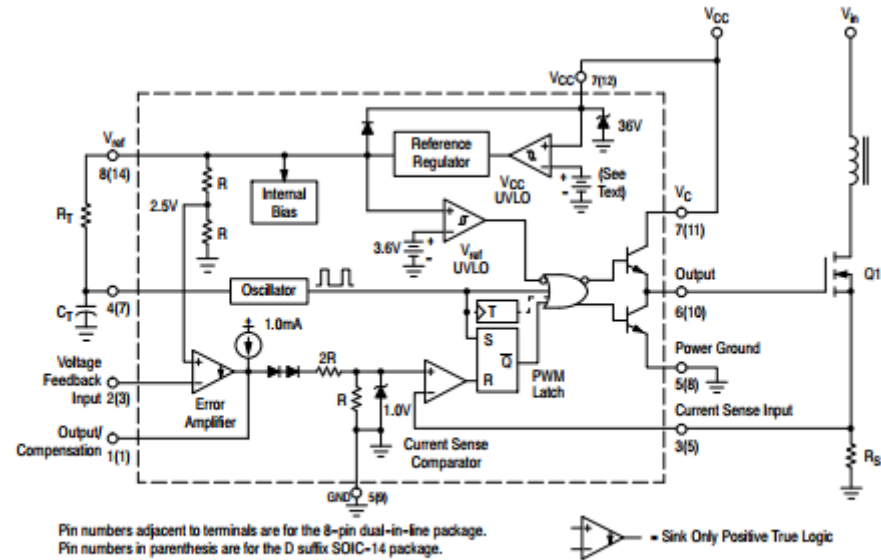 VCC
Vin
VCC
7(12)
Vref
8(14)
36V
Reference
Regulator
VCC
UVLO
(See
Text)
+
-
+
-
R
Internal
Bias
2.5V
RT
R
3.6V
+
-
+
-
Vref
UVLO
VC
7(11)
Output
6(10)
Q1
4(7)
Oscillator
CT
T
1.0mA
S
Q
R
PWM
Latch
Power Ground
5(8)
Voltage
Feedback
Input
2(3)
+
-
Error
Amplifier
2R
R
1.0V
+
-
Current Sense
Comparator
Current Sense Input
3(5)
RS
Output/
Compensation
1(1)
GND
5(9)
Pin numbers adjacent to terminals are for the 8-pin dual-in-line package.
Pin numbers in parenthesis are for the D suffix SOIC-14 package.
= Sink Only Positive True Logic